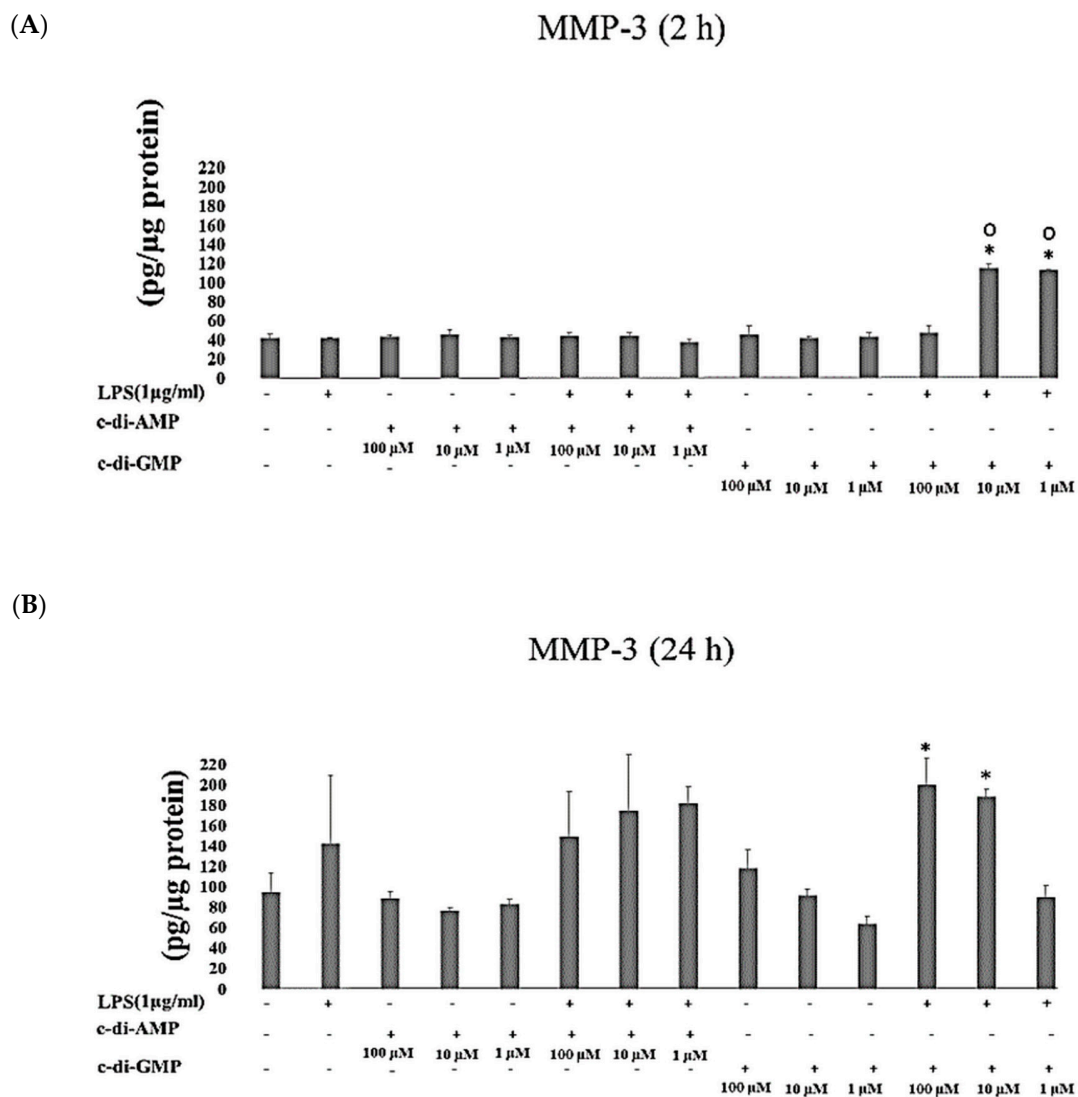 (A)
MMP-3 (2 h)
(pg/µg protein)
220
200
180
160
140
120
100
80
60
40
20
0
o o
* *
LPS(1µg/ml) - + - - - + + + - - - + + +
c-di-AMP - - + + + + + + - - - - - -
100 µM 10 µM 1 µM 100 µM 10 µM 1 µM
c-di-GMP - - - - - - - - + + + + + +
100 µM 10 µM 1 µM 100 µM 10 µM 1 µM
(B)
MMP-3 (24 h)
(pg/µg protein)
220
200
180
160
140
120
100
80
60
40
20
0
* *
LPS(1µg/ml) - + - - - + + + - - - + + +
c-di-AMP - - + + + + + + - - - - - -
100 µM 10 µM 1 µM 100 µM 10 µM 1 µM
c-di-GMP - - - - - - - - + + + + + +
100 µM 10 µM 1 µM 100 µM 10 µM 1 µM